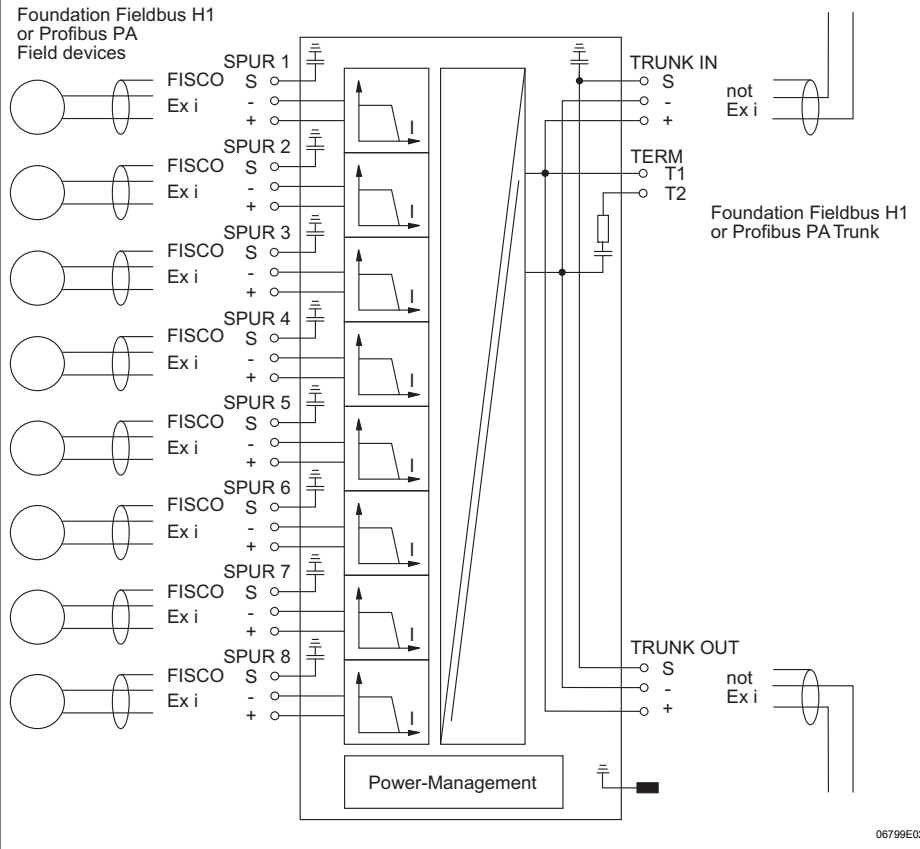 Foundation Fieldbus H1
or Profibus PA
Field devices
SPUR 1
FISCO S
Ex i -
+
I
SPUR 2
FISCO S
Ex i -
+
I
SPUR 3
FISCO S
Ex i -
+
I
SPUR 4
FISCO S
Ex i -
+
I
SPUR 5
FISCO S
Ex i -
+
I
SPUR 6
FISCO S
Ex i -
+
I
SPUR 7
FISCO S
Ex i -
+
I
SPUR 8
FISCO S
Ex i -
+
I
Power-Management
TRUNK IN
S
-
+
not
Ex i
TERM
T1
T2
Foundation Fieldbus H1
or Profibus PA Trunk
TRUNK OUT
S
-
+
not
Ex i
06799E02